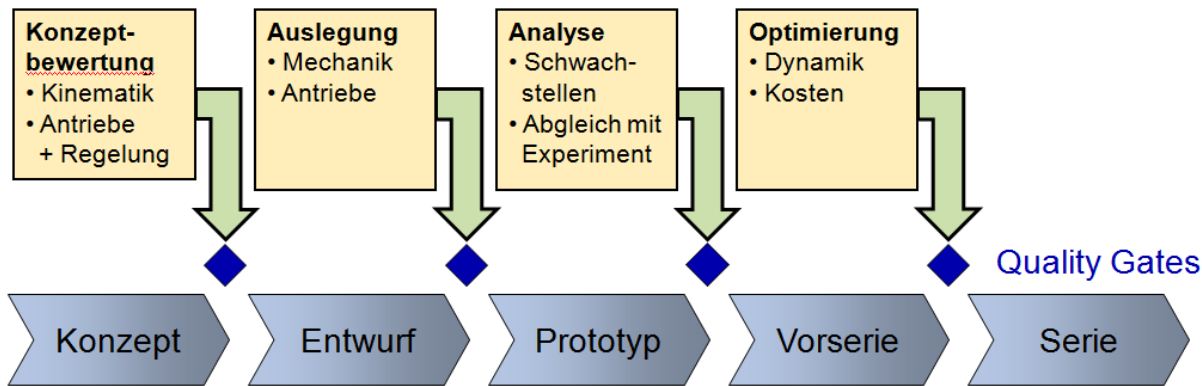 Konzept-
bewertung
• Kinematik
• Antriebe
+ Regelung
Auslegung
• Mechanik
• Antriebe
Analyse
• Schwach-
stellen
• Abgleich mit
Experiment
Optimierung
• Dynamik
• Kosten
Quality Gates
Konzept
Entwurf
Prototyp
Vorserie
Serie